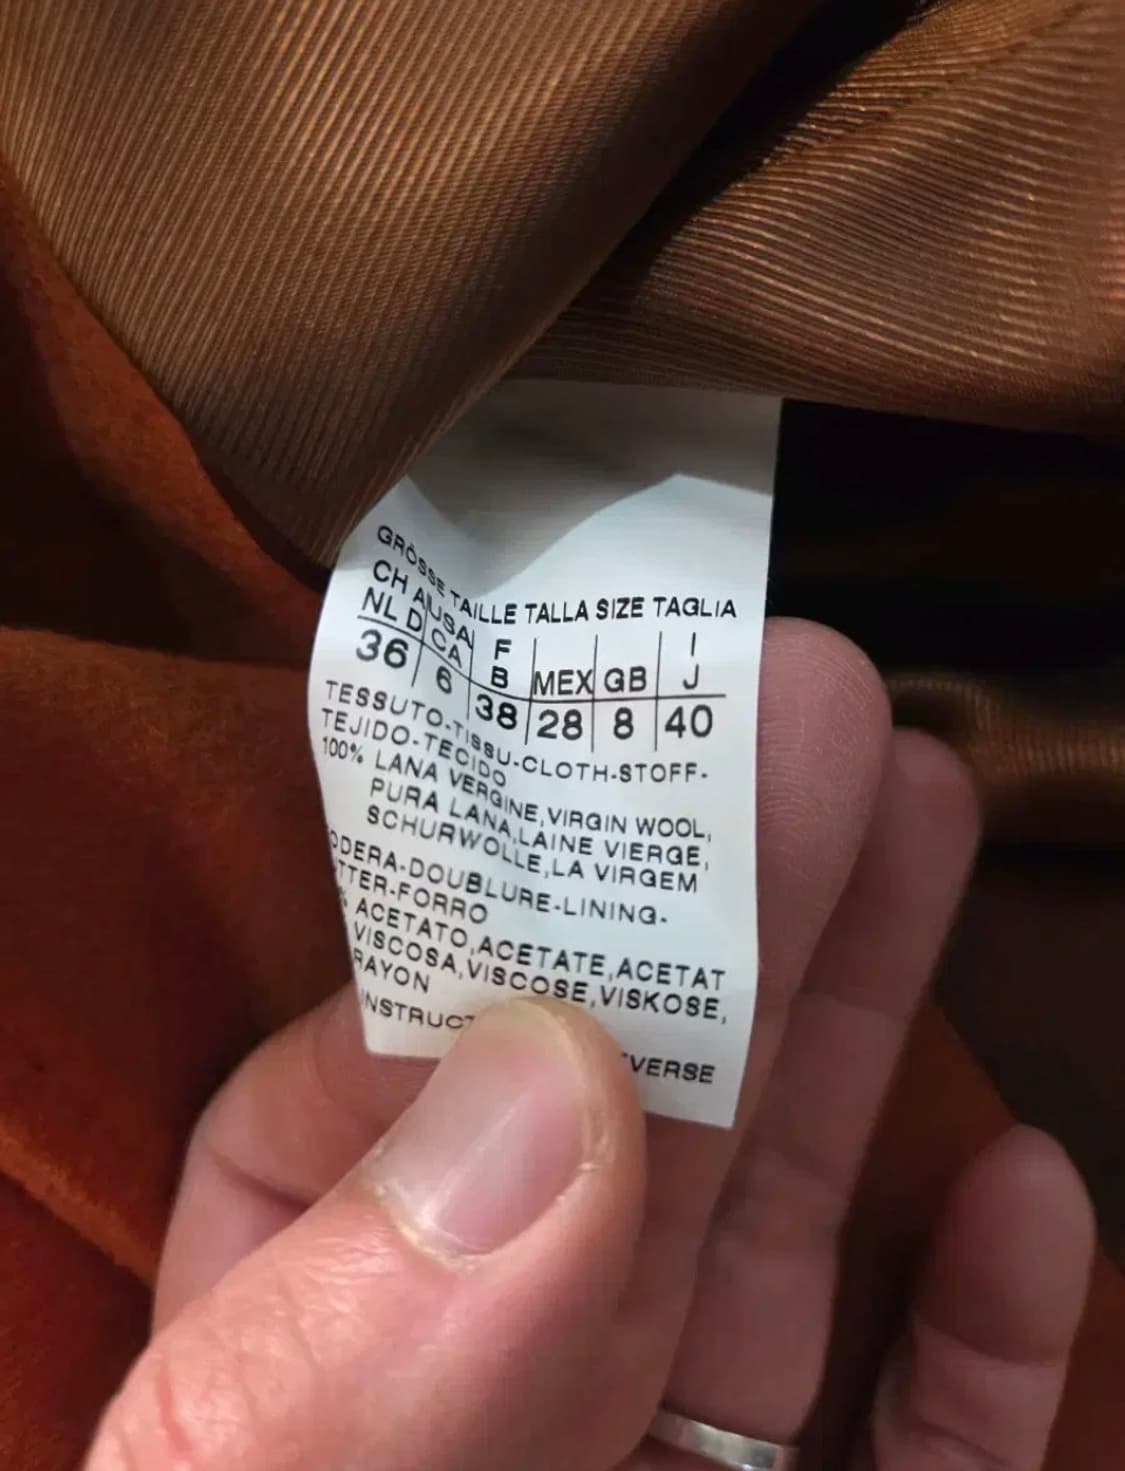 GRÖSSE TAILLE TALLA SIZE TAGLIA
CH A USA F I
NL D CA B MEX GB J
36 6 38 28 8 40
TESSUTO-TISSU-CLOTH-STOFF-
TEJIDO-TECIDO
100% LANA VERGINE,VIRGIN WOOL,
PURA LANA,LAINE VIERGE,
SCHURWOLLE,LA VIRGEM
ODERA-DOUBLURE-LINING-
TTER-FORRO
% ACETATO,ACETATE,ACETAT
VISCOSA,VISCOSE,VISKOSE,
RAYON
INSTRUCT VERSE